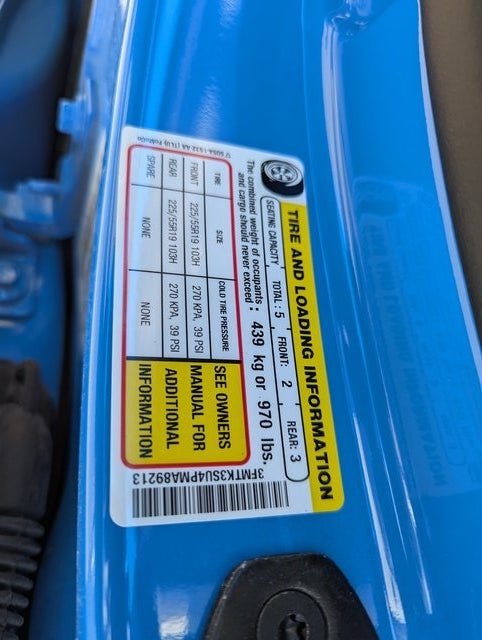 TIRE AND LOADING INFORMATION
SEATING CAPACITY TOTAL: 5 FRONT: 2 REAR: 3
The combined weight of occupants and cargo should never exceed : 439 kg or 970 lbs.
TIRE SIZE COLD TIRE PRESSURE
FRONT 225/55R19 103H 270 KPA, 39 PSI
REAR 225/55R19 103H 270 KPA, 39 PSI
SPARE NONE NONE
SEE OWNERS
MANUAL FOR
ADDITIONAL
INFORMATION
3FMTK3SU4PMA89213